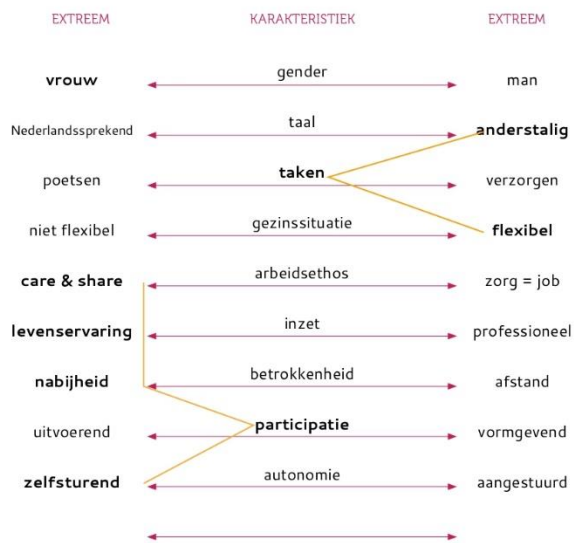 EXTREEM KARAKTERISTIEK EXTREEM
vrouw gender man
Nederlandssprekend taal anderstalig
poetsen taken verzorgen
niet flexibel gezinssituatie flexibel
care & share arbeidsethos zorg = job
levenservaring inzet professioneel
nabijheid betrokkenheid afstand
uitvoerend participatie vormgevend
zelfsturend autonomie aangestuurd